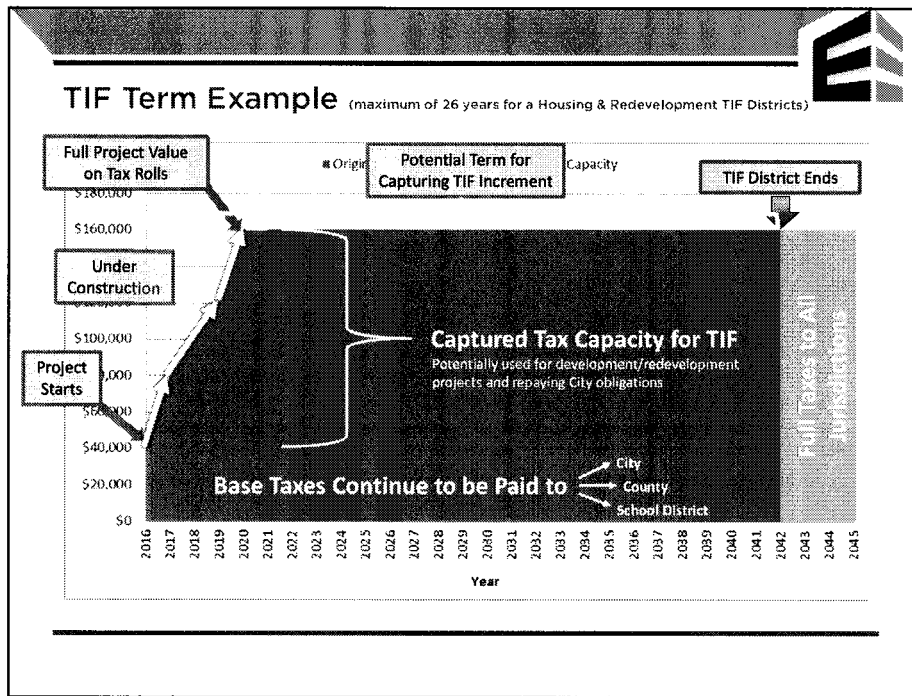 TIF Term Example (maximum of 26 years for a Housing & Redevelopment TIF Districts)
Full Project Value
on Tax Rolls
Origin
Potential Term for
Capturing TIF Increment
Capacity
TIF District Ends
$180,000
$160,000
Under
Construction
$100,000
Project
Starts
$40,000
$20,000
$0
Captured Tax Capacity for TIF
Potentially used for development/redevelopment
projects and repaying City obligations
Base Taxes Continue to be Paid to
City
County
School District
Full Taxes to All
Jurisdictions
2016 2017 2018 2019 2020 2021 2022 2023 2024 2025 2026 2027 2028 2029 2030 2031 2032 2033 2034 2035 2036 2037 2038 2039 2040 2041 2042 2043 2044 2045
Year